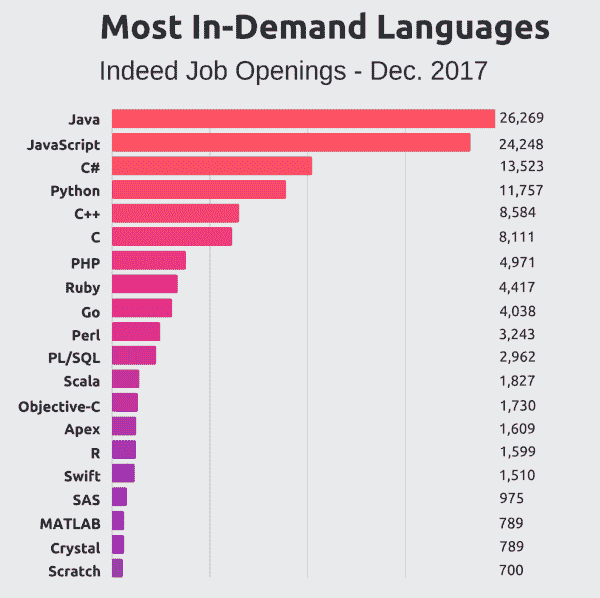 Most In-Demand Languages
Indeed Job Openings - Dec. 2017
Java 26,269
JavaScript 24,248
C# 13,523
Python 11,757
C++ 8,584
C 8,111
PHP 4,971
Ruby 4,417
Go 4,038
Perl 3,243
PL/SQL 2,962
Scala 1,827
Objective-C 1,730
Apex 1,609
R 1,599
Swift 1,510
SAS 975
MATLAB 789
Crystal 789
Scratch 700